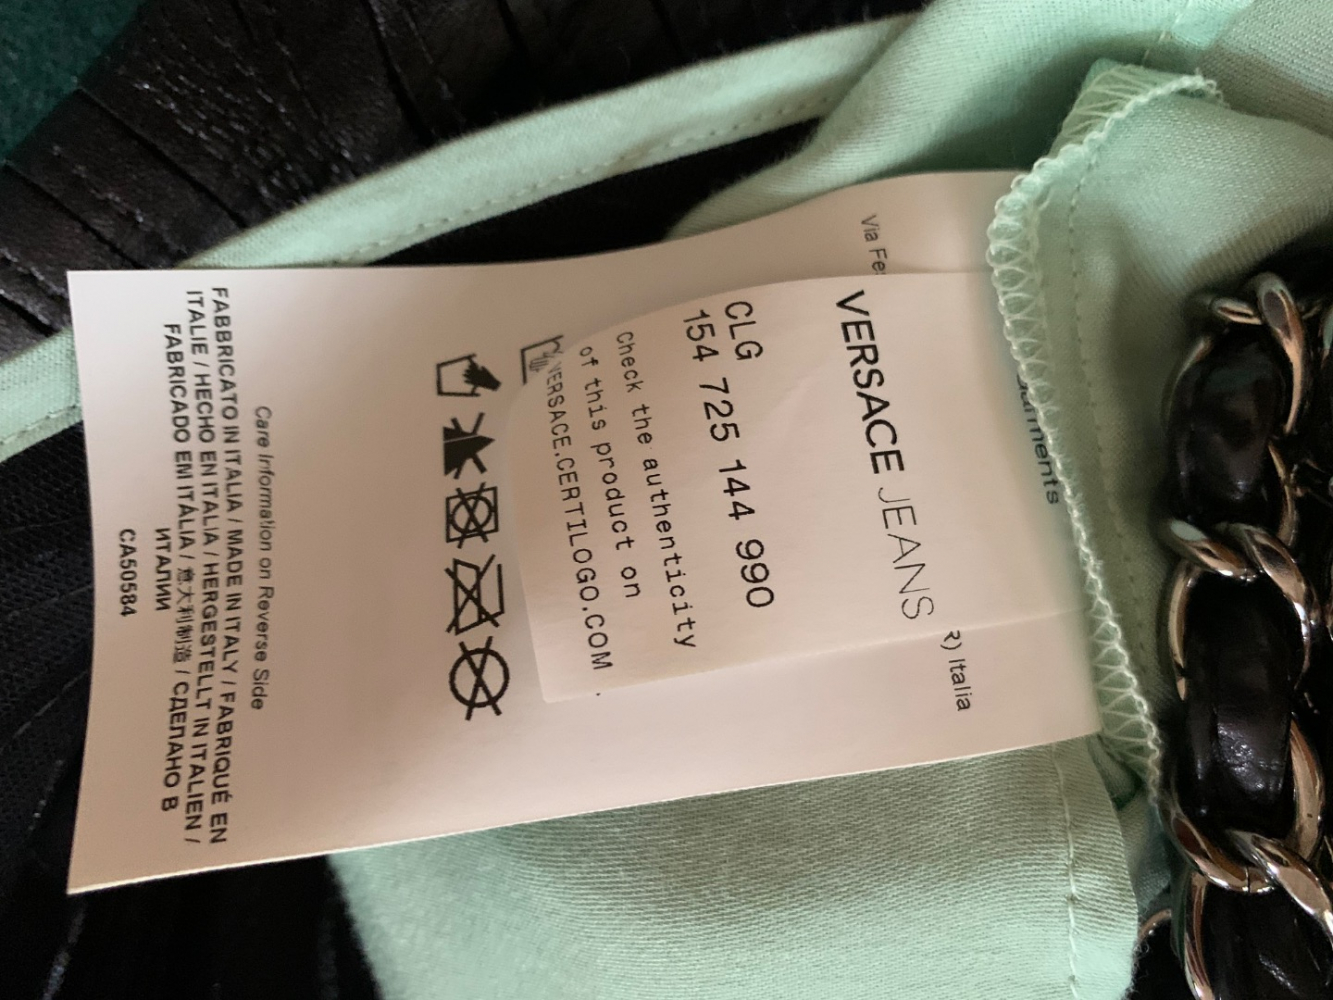 Via Fe
VERSACE JEANS
CLG
154 725 144 990
Check the authenticity
of this product on
VERSACE.CERTILOGO.COM
R) Italia
Care Information on Reverse Side
FABBRICATO IN ITALIA / MADE IN ITALY / FABRIQUÉ EN
ITALIE / HECHO EN ITALIA / HERGESTELLT IN ITALIEN /
FABRICADO EM ITÁLIA / 意大利制造 / СДЕЛАНО В
ИТАЛИИ
CA50584